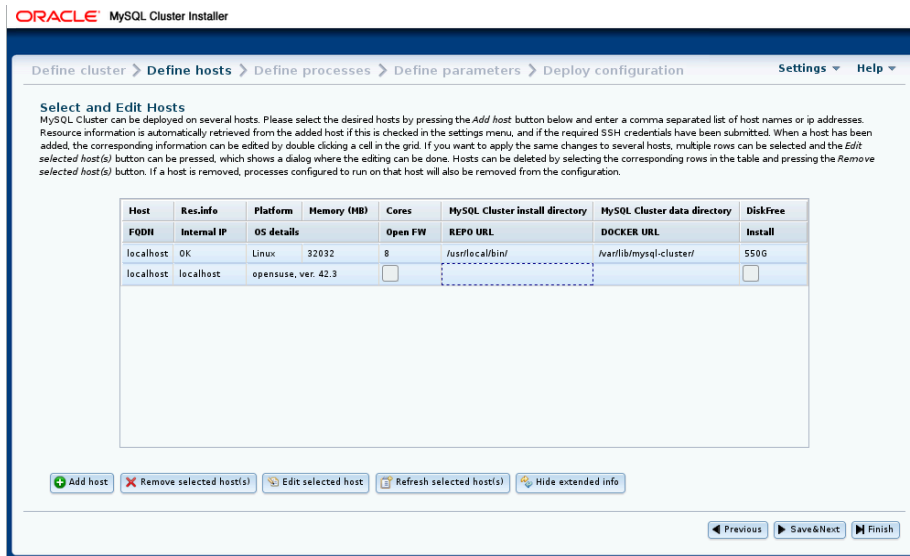 ORACLE® MySQL Cluster Installer
Define cluster > Define hosts > Define processes > Define parameters > Deploy configuration
Settings Help
Select and Edit Hosts
MySQL Cluster can be deployed on several hosts. Please select the desired hosts by pressing the Add host button below and enter a comma separated list of host names or ip addresses.
Resource information is automatically retrieved from the added host if this is checked in the settings menu, and if the required SSH credentials have been submitted. When a host has been
added, the corresponding information can be edited by double clicking a cell in the grid. If you want to apply the same changes to several hosts, multiple rows can be selected and the Edit
selected host(s) button can be pressed, which shows a dialog where the editing can be done. Hosts can be deleted by selecting the corresponding rows in the table and pressing the Remove
selected host(s) button. If a host is removed, processes configured to run on that host will also be removed from the configuration.
Host Res.info Platform Memory (MB) Cores MySQL Cluster install directory MySQL Cluster data directory DiskFree
FQDN Internal IP OS details Open FW REPO URL DOCKER URL Install
localhost OK Linux 32032 8 /usr/local/bin/ /var/lib/mysql-cluster/ 550G
localhost localhost opensuse, ver. 42.3
Add host Remove selected host(s) Edit selected host Refresh selected host(s) Hide extended info
Previous Save&Next Finish